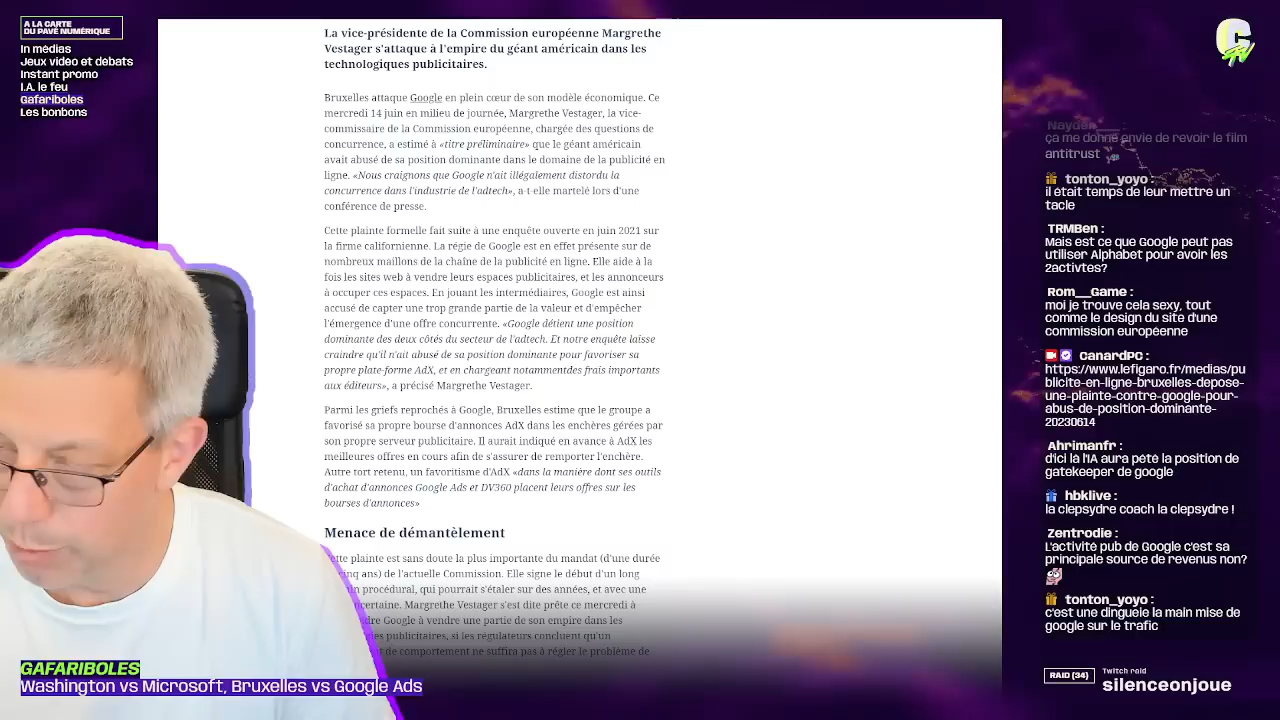 A LA CARTE
DU PAVÉ NUMÉRIQUE
In médias
Jeux vidéo et débats
Instant promo
I.A. le feu
Gafariboles
Les bonbons
La vice-présidente de la Commission européenne Margrethe
Vestager s'attaque à l'empire du géant américain dans les
technologiques publicitaires.
Bruxelles attaque Google en plein cœur de son modèle économique. Ce
mercredi 14 juin en milieu de journée, Margrethe Vestager, la vice-
commissaire de la Commission européenne, chargée des questions de
concurrence, a estimé à «titre préliminaire» que le géant américain
avait abusé de sa position dominante dans le domaine de la publicité en
ligne. «Nous craignons que Google n'ait illégalement distordu la
concurrence dans l'industrie de l'adtech», a-t-elle martelé lors d'une
conférence de presse.
Cette plainte formelle fait suite à une enquête ouverte en juin 2021 sur
la firme californienne. La régie de Google est en effet présente sur de
nombreux maillons de la chaîne de la publicité en ligne. Elle aide à la
fois les sites web à vendre leurs espaces publicitaires, et les annonceurs
à occuper ces espaces. En jouant les intermédiaires, Google est ainsi
accusé de capter une trop grande partie de la valeur et d'empêcher
l'émergence d'une offre concurrente. «Google détient une position
dominante des deux côtés du secteur de l'adtech. Et notre enquête laisse
craindre qu'il n'ait abusé de sa position dominante pour favoriser sa
propre plate-forme AdX, et en chargeant notammentdes frais importants
aux éditeurs», a précisé Margrethe Vestager.
Parmi les griefs reprochés à Google, Bruxelles estime que le groupe a
favorisé sa propre bourse d'annonces AdX dans les enchères gérées par
son propre serveur publicitaire. Il aurait indiqué en avance à AdX les
meilleures offres en cours afin de s'assurer de remporter l'enchère.
Autre tort retenu, un favoritisme d'AdX «dans la manière dont ses outils
d'achat d'annonces Google Ads et DV360 placent leurs offres sur les
bourses d'annonces»
Menace de démantèlement
ette plainte est sans doute la plus importante du mandat (d'une durée
cinq ans) de l'actuelle Commission. Elle signe le début d'un long
n procédural, qui pourrait s'étaler sur des années, et avec une
certaine. Margrethe Vestager s'est dite prête ce mercredi à
dre Google à vendre une partie de son empire dans les
ies publicitaires, si les régulateurs concluent qu'un
t de comportement ne suffira pas à régler le problème de
Nayden :
ça me donne envie de revoir le film
antitrust
tonton_yoyo :
il était temps de leur mettre un
tacle
TRMBen :
Mais est ce que Google peut pas
utiliser Alphabet pour avoir les
2activtes?
Rom__Game :
moi je trouve cela sexy, tout
comme le design du site d'une
commission européenne
CanardPC :
https://www.lefigaro.fr/medias/pu
blicite-en-ligne-bruxelles-depose-
une-plainte-contre-google-pour-
abus-de-position-dominante-
20230614
Ahrimanfr :
d'ici là l'IA aura pété la position de
gatekeeper de google
hbklive :
la clepsydre coach la clepsydre !
Zentrodie :
L'activité pub de Google c'est sa
principale source de revenus non?
tonton_yoyo :
c'est une dingueie la main mise de
google sur le trafic
GAFARIBOLES
Washington vs Microsoft, Bruxelles vs Google Ads
RAID (34)
Twitch raid
silenceonjoue